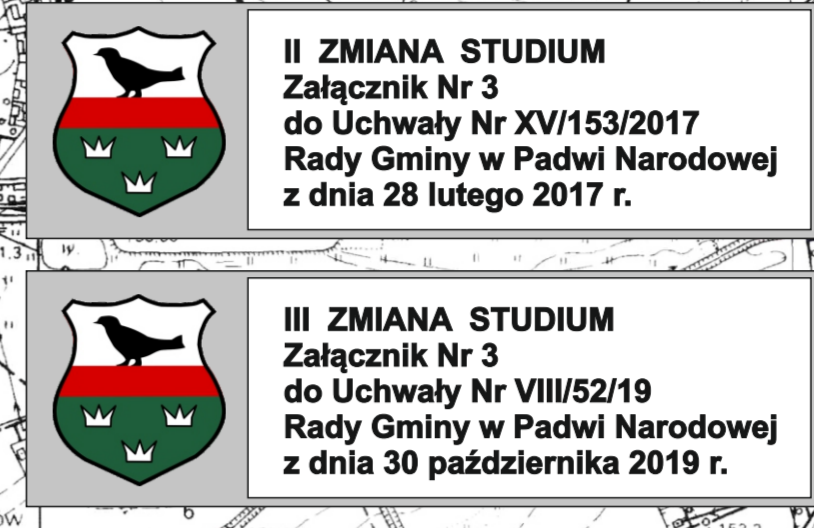 II ZMIANA STUDIUM
Załącznik Nr 3
do Uchwały Nr XV/153/2017
Rady Gminy w Padwi Narodowej
z dnia 28 lutego 2017 r.
III ZMIANA STUDIUM
Załącznik Nr 3
do Uchwały Nr VIII/52/19
Rady Gminy w Padwi Narodowej
z dnia 30 października 2019 r.
6